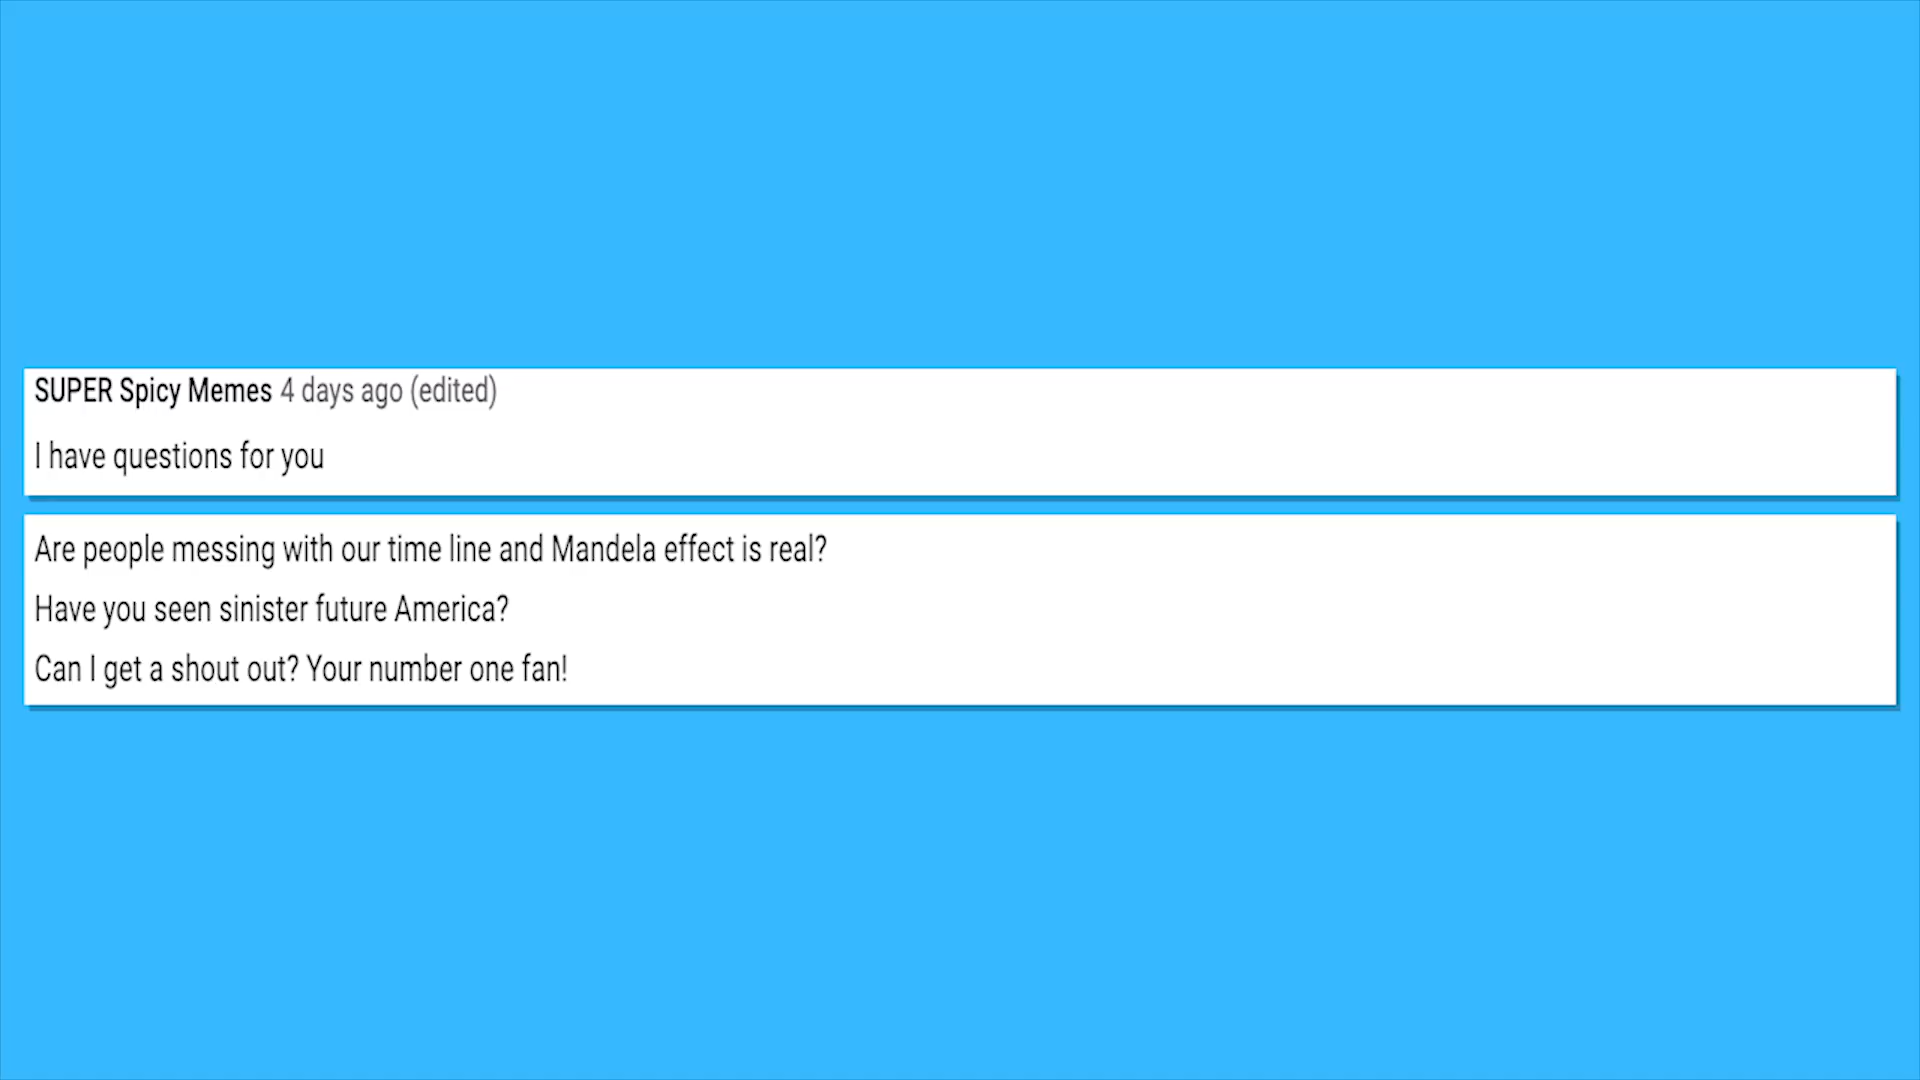 SUPER Spicy Memes 4 days ago (edited)
I have questions for you
Are people messing with our time line and Mandela effect is real?
Have you seen sinister future America?
Can I get a shout out? Your number one fan!